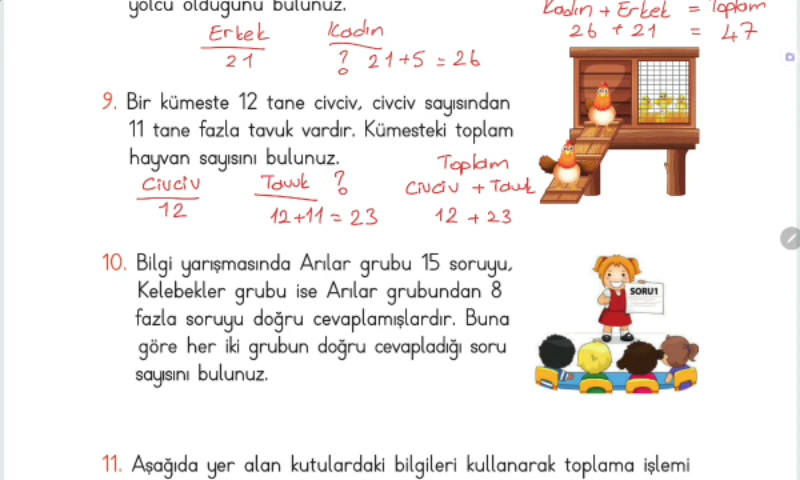 yolcu olduğunu bulunuz.
Kadın + Erkek = Toplam
26 + 21 = 47
Erkek
21
Kadın
? 21+5 = 26
9. Bir kümeste 12 tane civciv, civciv sayısından
11 tane fazla tavuk vardır. Kümesteki toplam
hayvan sayısını bulunuz.
Civciv
12
Tavuk ?
12+11 = 23
Toplam
Civciv + Tavuk
12 + 23
10. Bilgi yarışmasında Arılar grubu 15 soruyu,
Kelebekler grubu ise Arılar grubundan 8
fazla soruyu doğru cevaplamışlardır. Buna
göre her iki grubun doğru cevapladığı soru
sayısını bulunuz.
SORU1
11. Aşağıda yer alan kutulardaki bilgileri kullanarak toplama işlemi